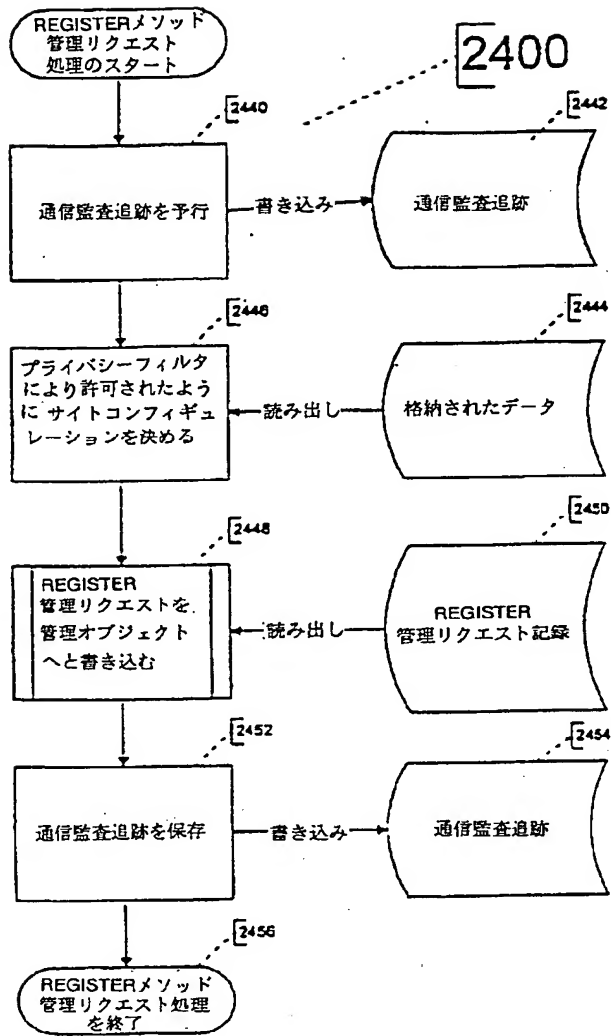 REGISTERメソッド
管理リクエスト
処理のスタート
2400
2440
2442
通信監査追跡を予行
書き込み
通信監査追跡
2446
2444
プライバシーフィルタ
により許可されたよう
に サイトコンフィギュ
レーションを決める
読み出し
格納されたデータ
2448
2450
REGISTER
管理リクエストを
管理オブジェクト
へと書き込む
読み出し
REGISTER
管理リクエスト記録
2452
2454
通信監査追跡を保存
書き込み
通信監査追跡
2456
REGISTERメソッド
管理リクエスト処理
を終了